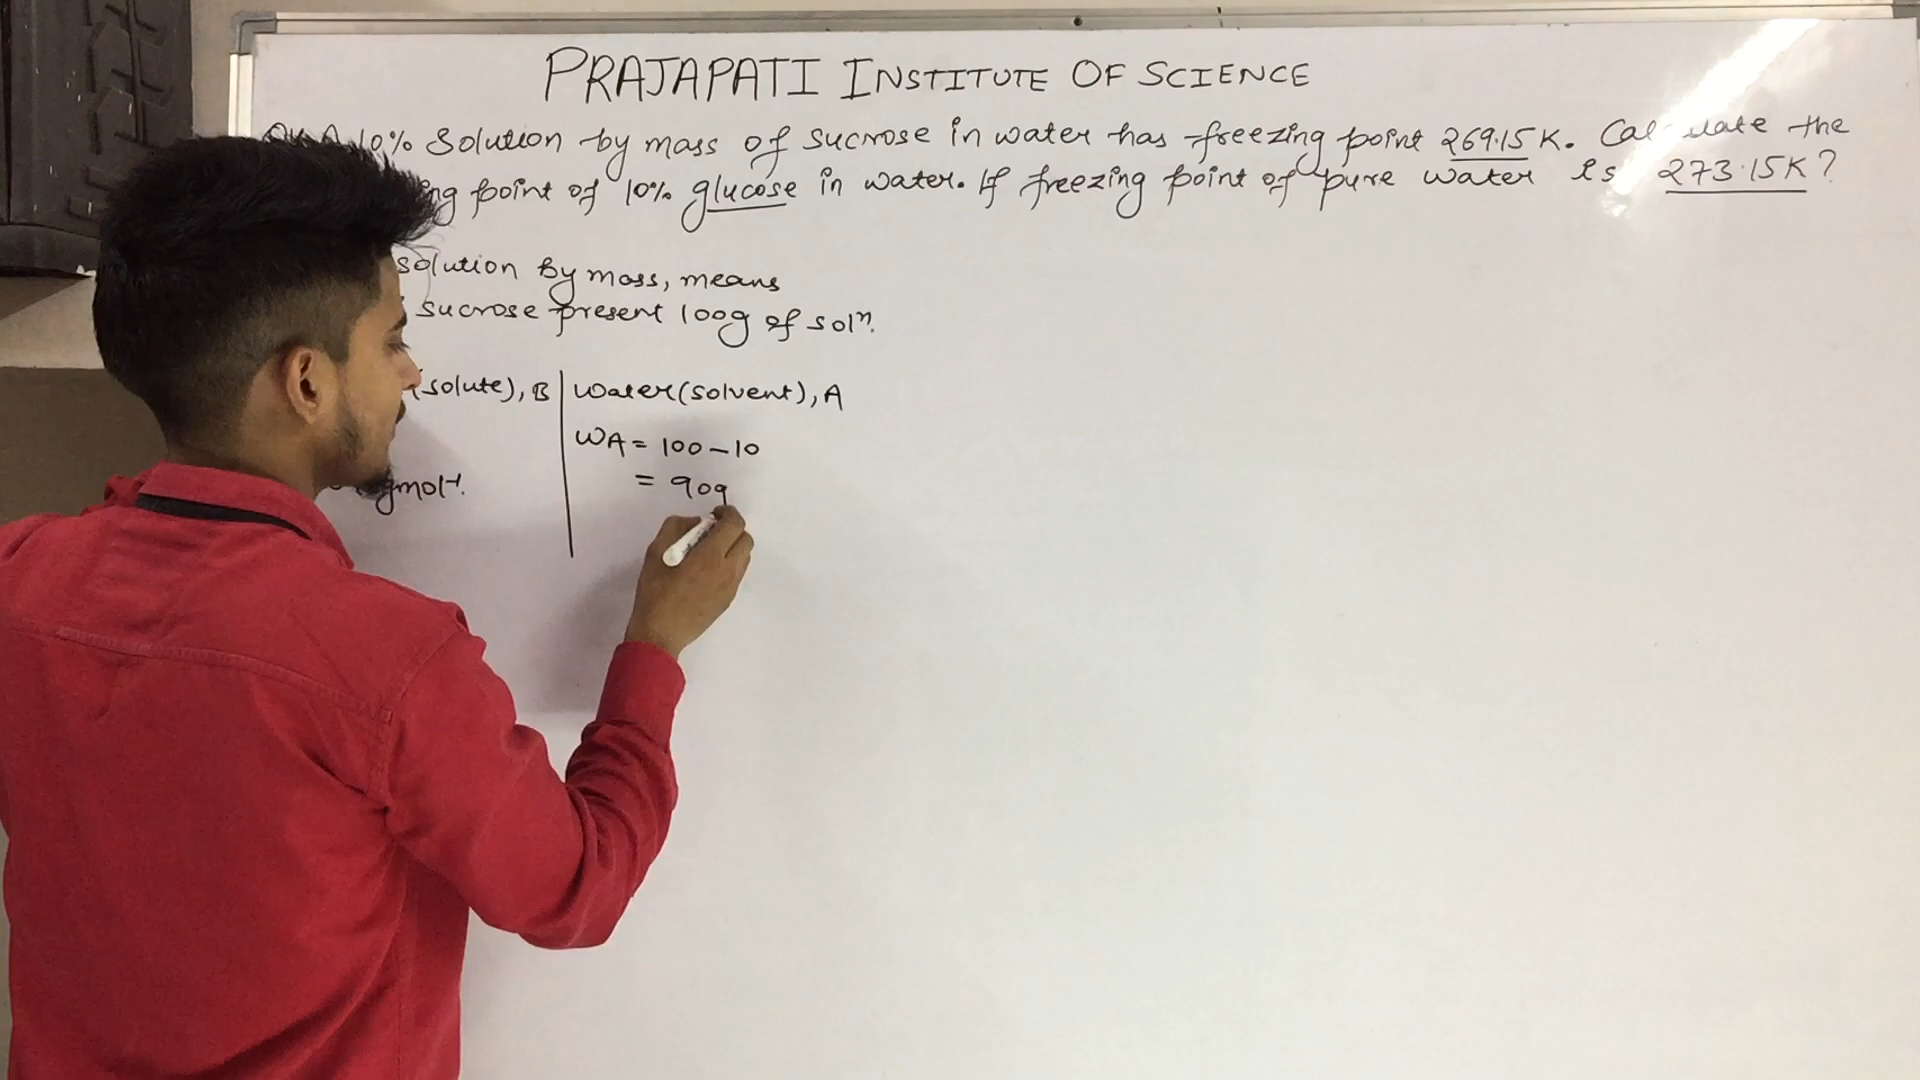 PRAJAPATI INSTITUTE OF SCIENCE
10% Solution by mass of sucrose in water has freezing point 269.15K. Calculate the
point of 10% glucose in water. If freezing point of pure water is 273.15K?
solution by mass, means
sucrose present 100g of solⁿ.
(solute), B | water(solvent), A
WA = 100 - 10
gmol⁻¹.
= 90g